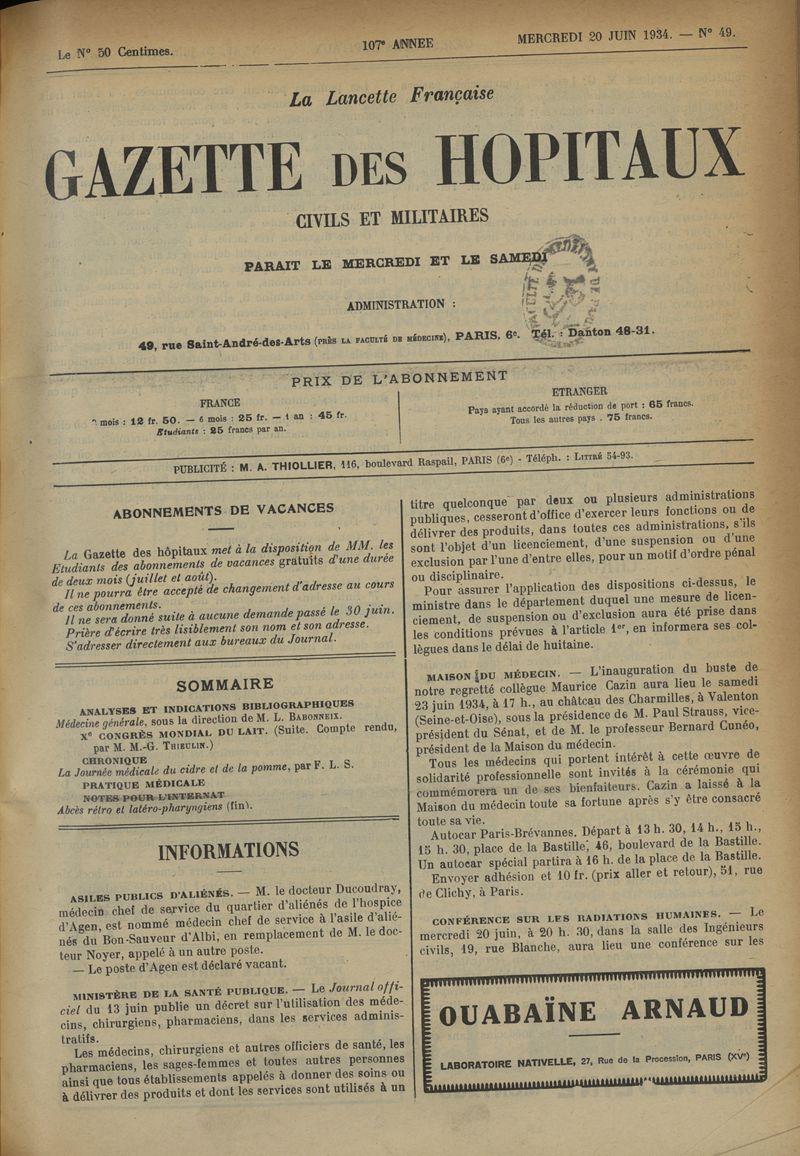 Le N° 50 Centimes.
107e ANNEE
MERCREDI 20 JUIN 1934. — N° 49.
La Lancette Française
GAZETTE DES HOPITAUX
CIVILS ET MILITAIRES
PARAIT LE MERCREDI ET LE SAMEDI
ADMINISTRATION :
49, rue Saint-André-des-Arts (PRÈS LA FACULTÉ DE MÉDECINE), PARIS, 6e. Tél. : Danton 48-31.
PRIX DE L'ABONNEMENT
FRANCE
mois : 12 fr. 50. — 6 mois : 25 fr. — 1 an : 45 fr.
Etudiants : 25 francs par an.
ETRANGER
Pays ayant accordé la réduction de port : 65 francs.
Tous les autres pays . 75 francs.
PUBLICITÉ : M. A. THIOLLIER, 116, boulevard Raspail, PARIS (6e) - Téléph. : LITTRÉ 54-93.
ABONNEMENTS DE VACANCES
La Gazette des hôpitaux met à la disposition de MM. les
Etudiants des abonnements de vacances gratuits d'une durée
de deux mois (juillet et août).
Il ne pourra être accepté de changement d'adresse au cours
de ces abonnements.
Il ne sera donné suite à aucune demande passé le 30 juin.
Prière d'écrire très lisiblement son nom et son adresse.
S'adresser directement aux bureaux du Journal.
SOMMAIRE
ANALYSES ET INDICATIONS BIBLIOGRAPHIQUES
Médecine générale, sous la direction de M. L. BABONNEIX.
Xe CONGRÈS MONDIAL DU LAIT. (Suite. Compte rendu,
par M. M.-G. THIEULIN.)
CHRONIQUE
La Journée médicale du cidre et de la pomme, par F. L. S.
PRATIQUE MÉDICALE
NOTES POUR L'INTERNAT
Abcès rétro et latéro-pharyngiens (fin).
INFORMATIONS
ASILES PUBLICS D'ALIÉNÉS. — M. le docteur Ducoudray,
médecin chef de service du quartier d'aliénés de l'hospice
d'Agen, est nommé médecin chef de service à l'asile d'alié-
nés du Bon-Sauveur d'Albi, en remplacement de M. le doc-
teur Noyer, appelé à un autre poste.
— Le poste d'Agen est déclaré vacant.
MINISTÈRE DE LA SANTÉ PUBLIQUE. — Le Journal offi-
ciel du 13 juin publie un décret sur l'utilisation des méde-
cins, chirurgiens, pharmaciens, dans les services adminis-
tratifs.
Les médecins, chirurgiens et autres officiers de santé, les
pharmaciens, les sages-femmes et toutes autres personnes
ainsi que tous établissements appelés à donner des soins ou
à délivrer des produits et dont les services sont utilisés à un
titre quelconque par deux ou plusieurs administrations
publiques, cesseront d'office d'exercer leurs fonctions ou de
délivrer des produits, dans toutes ces administrations, s'ils
sont l'objet d'un licenciement, d'une suspension ou d'une
exclusion par l'une d'entre elles, pour un motif d'ordre pénal
ou disciplinaire.
Pour assurer l'application des dispositions ci-dessus, le
ministre dans le département duquel une mesure de licen-
ciement, de suspension ou d'exclusion aura été prise dans
les conditions prévues à l'article 1er, en informera ses col-
lègues dans le délai de huitaine.
MAISON DU MÉDECIN. — L'inauguration du buste de
notre regretté collègue Maurice Cazin aura lieu le samedi
23 juin 1934, à 17 h., au château des Charmilles, à Valenton
(Seine-et-Oise), sous la présidence de M. Paul Strauss, vice-
président du Sénat, et de M. le professeur Bernard Cunéo,
président de la Maison du médecin.
Tous les médecins qui portent intérêt à cette œuvre de
solidarité professionnelle sont invités à la cérémonie qui
commémorera un de ses bienfaiteurs. Cazin a laissé à la
Maison du médecin toute sa fortune après s'y être consacré
toute sa vie.
Autocar Paris-Brévannes. Départ à 13 h. 30, 14 h., 15 h.,
15 h. 30, place de la Bastille, 46, boulevard de la Bastille.
Un autocar spécial partira à 16 h. de la place de la Bastille.
Envoyer adhésion et 10 fr. (prix aller et retour), 51, rue
de Clichy, à Paris.
CONFÉRENCE SUR LES RADIATIONS HUMAINES. — Le
mercredi 20 juin, à 20 h. 30, dans la salle des Ingénieurs
civils, 19, rue Blanche, aura lieu une conférence sur les
OUABAÏNE ARNAUD
LABORATOIRE NATIVELLE, 27, Rue de la Procession, PARIS (XVe)